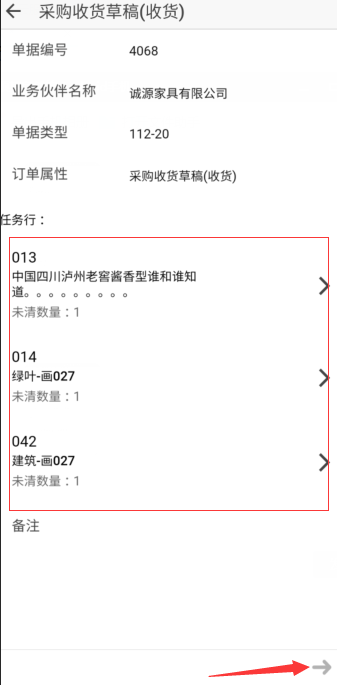 采购收货草稿(收货)
单据编号 4068
业务伙伴名称 诚源家具有限公司
单据类型 112-20
订单属性 采购收货草稿(收货)
任务行：
013
中国四川泸州老窖酱香型谁和谁知
道。。。。。。。。。
未清数量：1
014
绿叶-画027
未清数量：1
042
建筑-画027
未清数量：1
备注